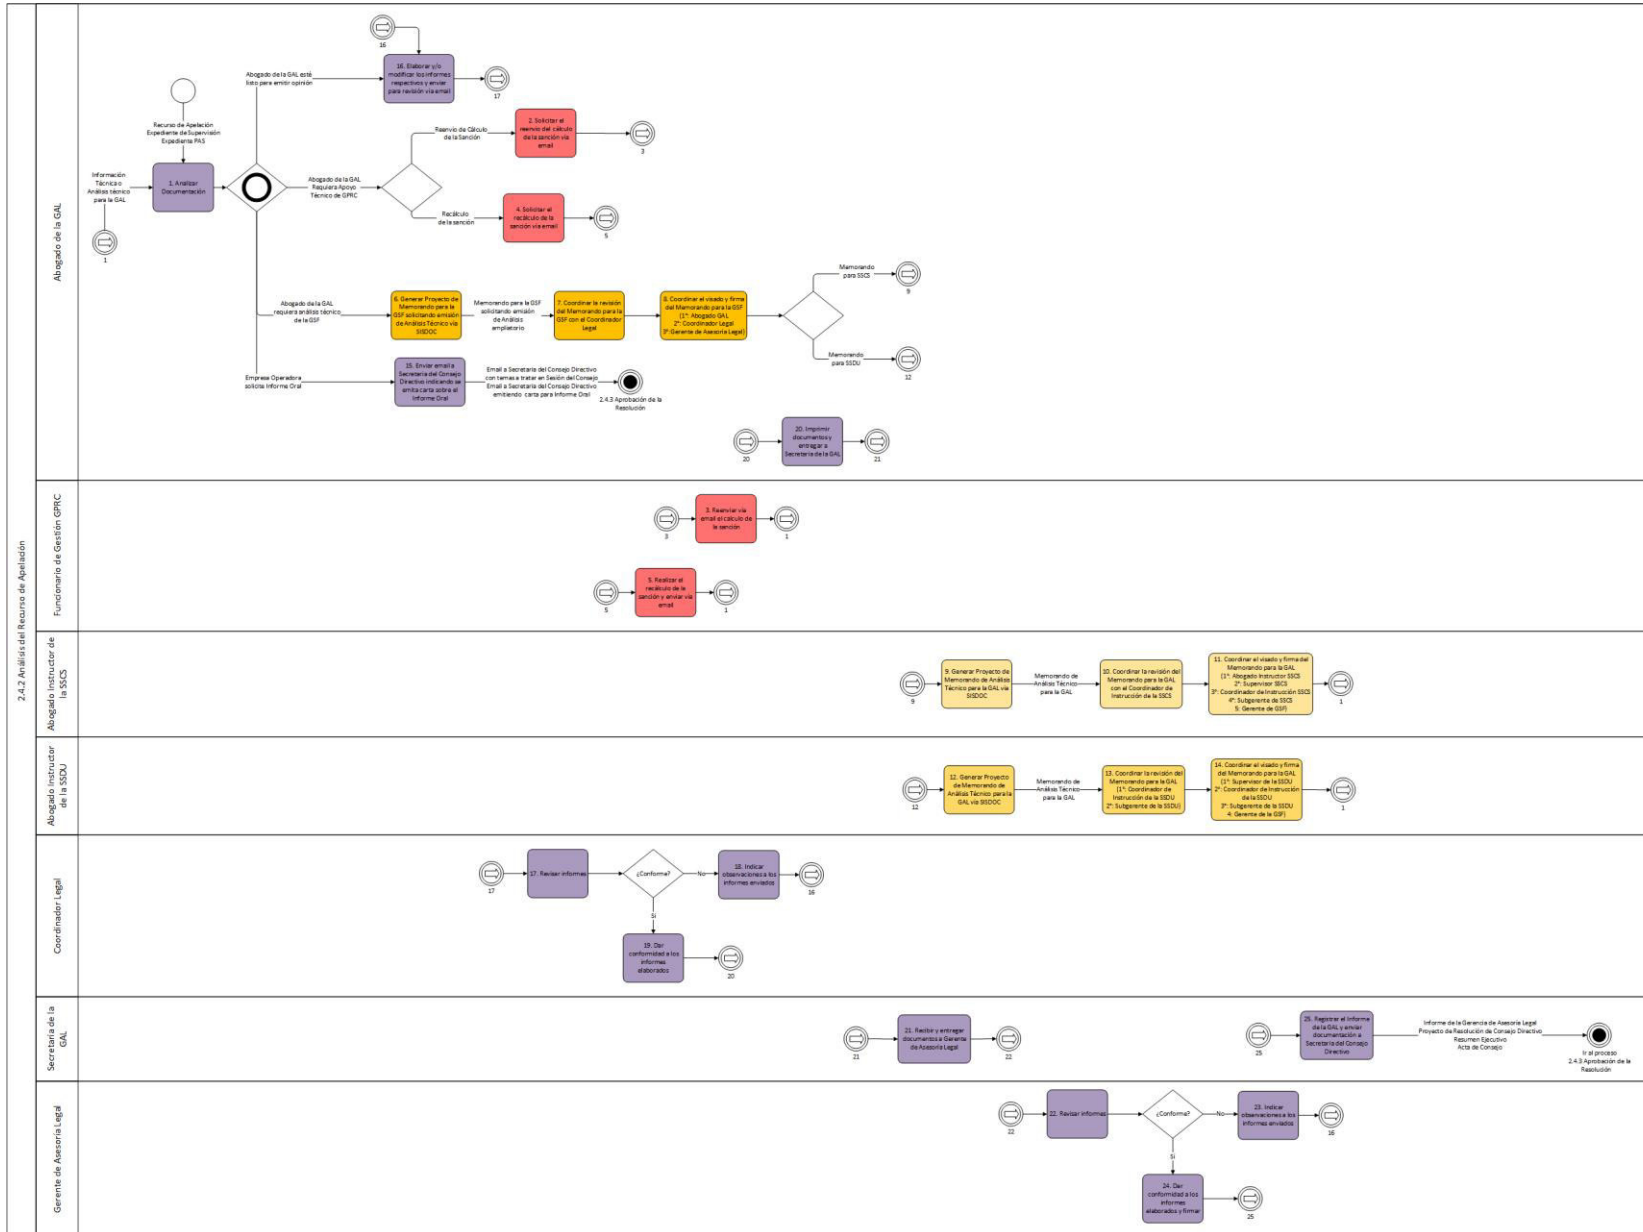 2.4.2 Análisis del Recurso de Apelación
Abogado de la GAL
16
16. Elaborar y/o
modificar los informes
respectivos y enviar
para revisión vía email
17
Abogado de la GAL esté
listo para emitir opinión
Recurso de Apelación
Expediente de Supervisión
Expediente PAS
Información
Técnica o
Análisis técnico
para la GAL
1
1. Analizar
Documentación
Abogado de la GAL
Requiera Apoyo
Técnico de GPRC
Reenvío de Cálculo
de la Sanción
2. Solicitar el
reenvío del cálculo
de la sanción vía
email
3
Recálculo
de la sanción
4. Solicitar el
recálculo de la
sanción vía email
5
Abogado de la GAL
requiera análisis técnico
de la GSF
6. Generar Proyecto de
Memorando para la
GSF solicitando emisión
de Análisis Técnico vía
SISDOC
Memorando para la GSF
solicitando emisión
de Análisis
ampliatorio
7. Coordinar la revisión
del Memorando para la
GSF con el Coordinador
Legal
8. Coordinar el visado y firma
del Memorando para la GSF
(1°: Abogado GAL
2°: Coordinador Legal
3°: Gerente de Asesoría Legal)
Memorando
para SSCS
9
Memorando
para SSDU
12
Empresa Operadora
solicite Informe Oral
15. Enviar email a
Secretaria del Consejo
Directivo indicando se
emita carta sobre el
Informe Oral
Email a Secretaria del Consejo Directivo
con temas a tratar en Sesión del Consejo
Email a Secretaria del Consejo Directivo
emitiendo carta para Informe Oral
2.4.3 Aprobación de la
Resolución
20
20. Imprimir
documentos y
entregar a
Secretaria de la GAL
21
Funcionario de Gestión GPRC
3
3. Reenviar vía
email el cálculo de
la sanción
1
5
5. Realizar el
recálculo de la
sanción y enviar vía
email
1
Abogado Instructor de
la SSCS
9
9. Generar Proyecto de
Memorando de Análisis
Técnico para la GAL vía
SISDOC
Memorando de
Análisis Técnico
para la GAL
10. Coordinar la revisión del
Memorando para la GAL
con el Coordinador de
Instrucción de la SSCS
11. Coordinar el visado y firma del
Memorando para la GAL
(1°: Abogado Instructor SSCS
2°: Supervisor SSCS
3°: Coordinador de Instrucción SSCS
4°: Subgerente de SSCS
5: Gerente de GSF)
1
Abogado Instructor
de la SSDU
12
12. Generar Proyecto
de Memorando de
Análisis Técnico para la
GAL vía SISDOC
Memorando de
Análisis Técnico
para la GAL
13. Coordinar la revisión del
Memorando para la GAL
(1°: Coordinador de
Instrucción de la SSDU
2°: Subgerente de la SSDU)
14. Coordinar el visado y firma
del Memorando para la GAL
(1°: Supervisor de la SSDU
2°: Coordinador de Instrucción
de la SSDU
3°: Subgerente de la SSDU
4: Gerente de la GSF)
1
Coordinador Legal
17
17. Revisar informes
¿Conforme?
No
18. Indicar
observaciones a los
informes enviados
16
Si
19. Dar
conformidad a los
informes
elaborados
20
Secretaria de la
GAL
21
21. Recibir y entregar
documentos a Gerente
de Asesoría Legal
22
25
25. Registrar el Informe
de la GAL y enviar
documentación a
Secretaria del Consejo
Directivo
Informe de la Gerencia de Asesoría Legal
Proyecto de Resolución de Consejo Directivo
Resumen Ejecutivo
Acta de Consejo
Ir al proceso
2.4.3 Aprobación de la
Resolución
Gerente de Asesoría Legal
22
22. Revisar informes
¿Conforme?
No
23. Indicar
observaciones a los
informes enviados
16
Si
24. Dar
conformidad a los
informes
elaborados y firmar
25